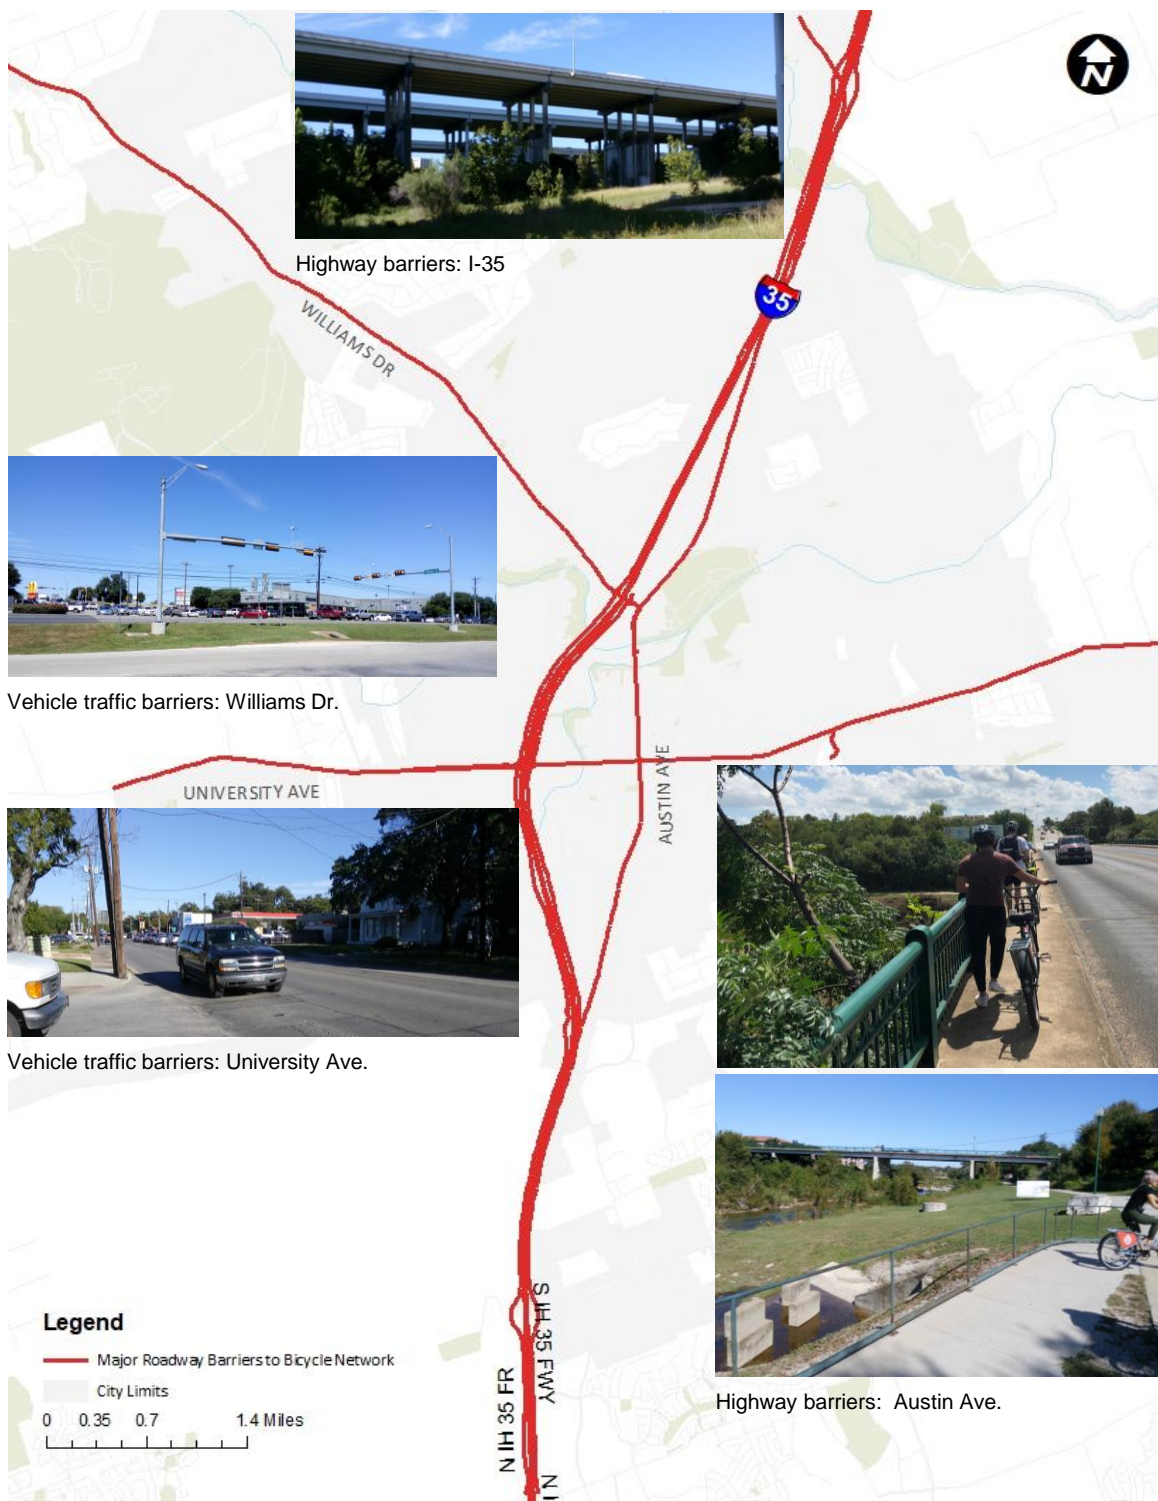 N
Highway barriers: I-35
35
WILLIAMS DR
Vehicle traffic barriers: Williams Dr.
UNIVERSITY AVE
AUSTIN AVE
Vehicle traffic barriers: University Ave.
S IH 35 FWY
N IH 35 FR
N I
Highway barriers:  Austin Ave.
Legend
Major Roadway Barriers to Bicycle Network
City Limits
0 0.35 0.7 1.4 Miles